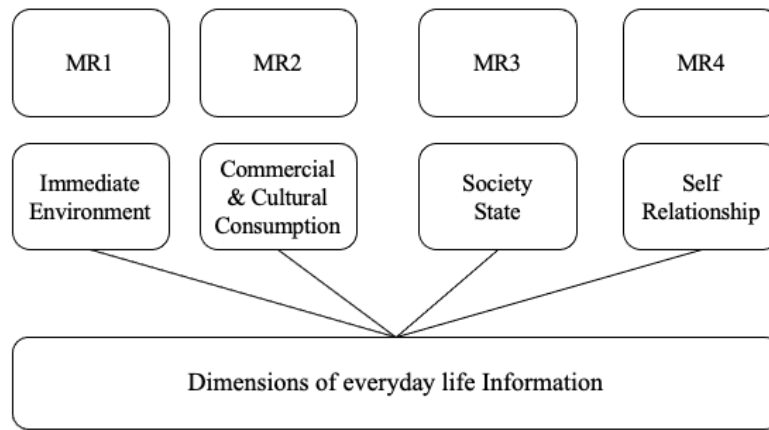 MR1
MR2
MR3
MR4
Immediate
Environment
Commercial
& Cultural
Consumption
Society
State
Self
Relationship
Dimensions of everyday life Information